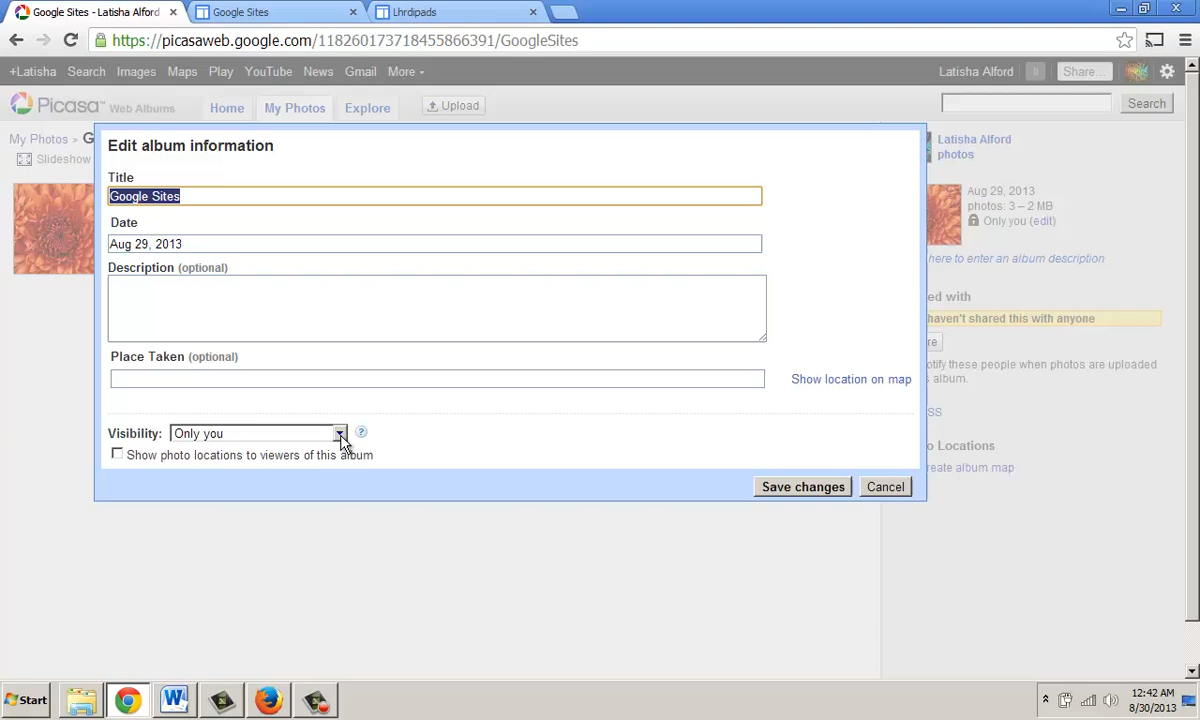 Google Sites - Latisha Alford
Google Sites
Lhrdipads
https://picasaweb.google.com/118260173718455866391/GoogleSites
+Latisha Search Images Maps Play YouTube News Gmail More
Latisha Alford Share...
Picasa™ Web Albums Home My Photos Explore Upload Search
My Photos > G
Slideshow
Edit album information
Title
Google Sites
Date
Aug 29, 2013
Description (optional)
Place Taken (optional)
Show location on map
Visibility: Only you ?
Show photo locations to viewers of this album
Save changes Cancel
Latisha Alford
photos
Aug 29, 2013
photos: 3 – 2 MB
Only you (edit)
here to enter an album description
ed with
haven't shared this with anyone
re
otify these people when photos are uploaded
album.
SS
o Locations
reate album map
Start
12:42 AM
8/30/2013